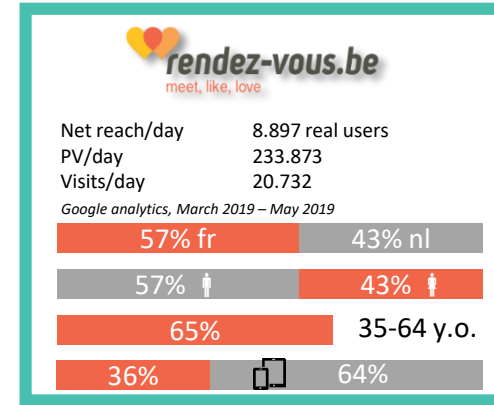 rendez-vous.be
meet, like, love
Net reach/day 8.897 real users
PV/day 233.873
Visits/day 20.732
Google analytics, March 2019 – May 2019
57% fr 43% nl
57% 43%
65% 35-64 y.o.
36% 64%